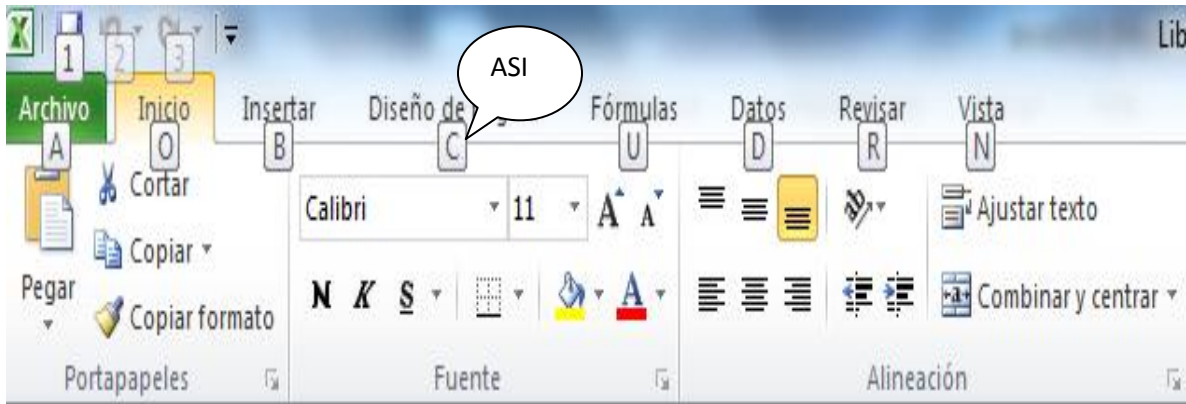 Lib
1 2 3
ASI
Archivo Inicio Insertar Diseño de Fórmulas Datos Revisar Vista
A O B C U D R N
Cortar
Calibri 11 A A
Ajustar texto
Copiar
Pegar
N K S A
a Combinar y centrar
Copiar formato
Portapapeles Fuente Alineación